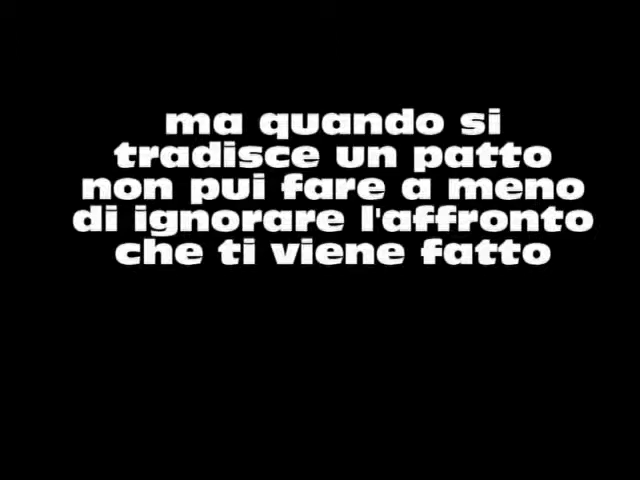 ma quando si
tradisce un patto
non pui fare a meno
di ignorare l'affronto
che ti viene fatto